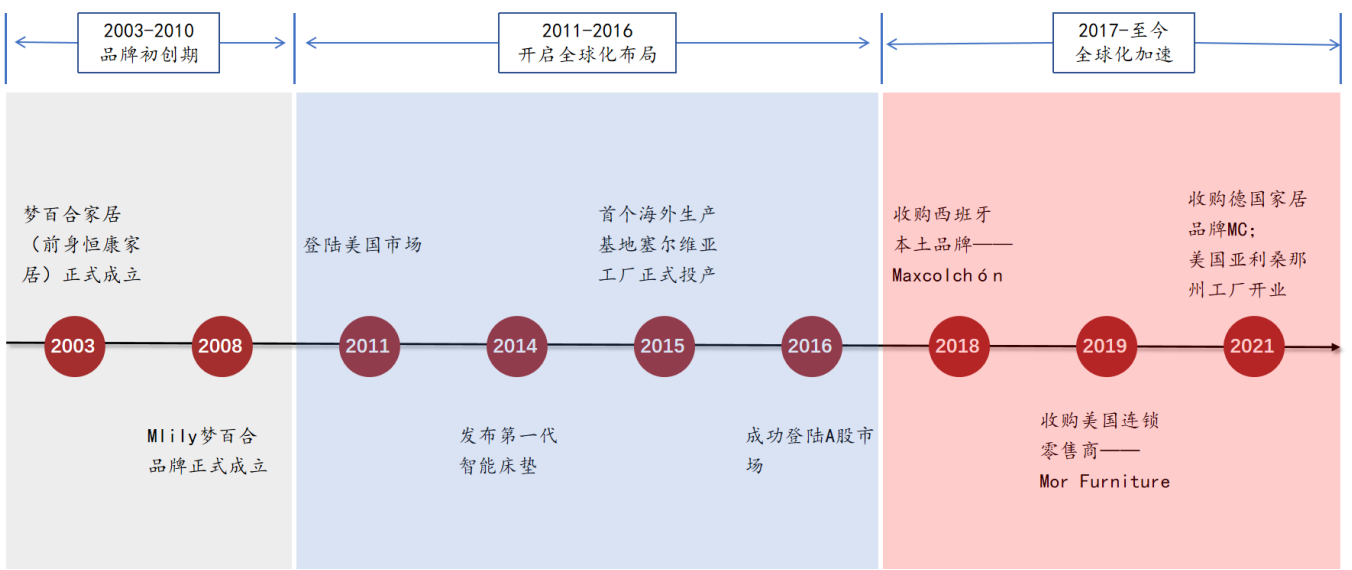 2003-2010
品牌初创期
2011-2016
开启全球化布局
2017-至今
全球化加速
梦百合家居
（前身恒康家
居）正式成立
登陆美国市场
首个海外生产
基地塞尔维亚
工厂正式投产
收购西班牙
本土品牌——
Maxcolchón
收购德国家居
品牌MC；
美国亚利桑那
州工厂开业
2003
2008
2011
2014
2015
2016
2018
2019
2021
Mlily梦百合
品牌正式成立
发布第一代
智能床垫
成功登陆A股市
场
收购美国连锁
零售商——
Mor Furniture